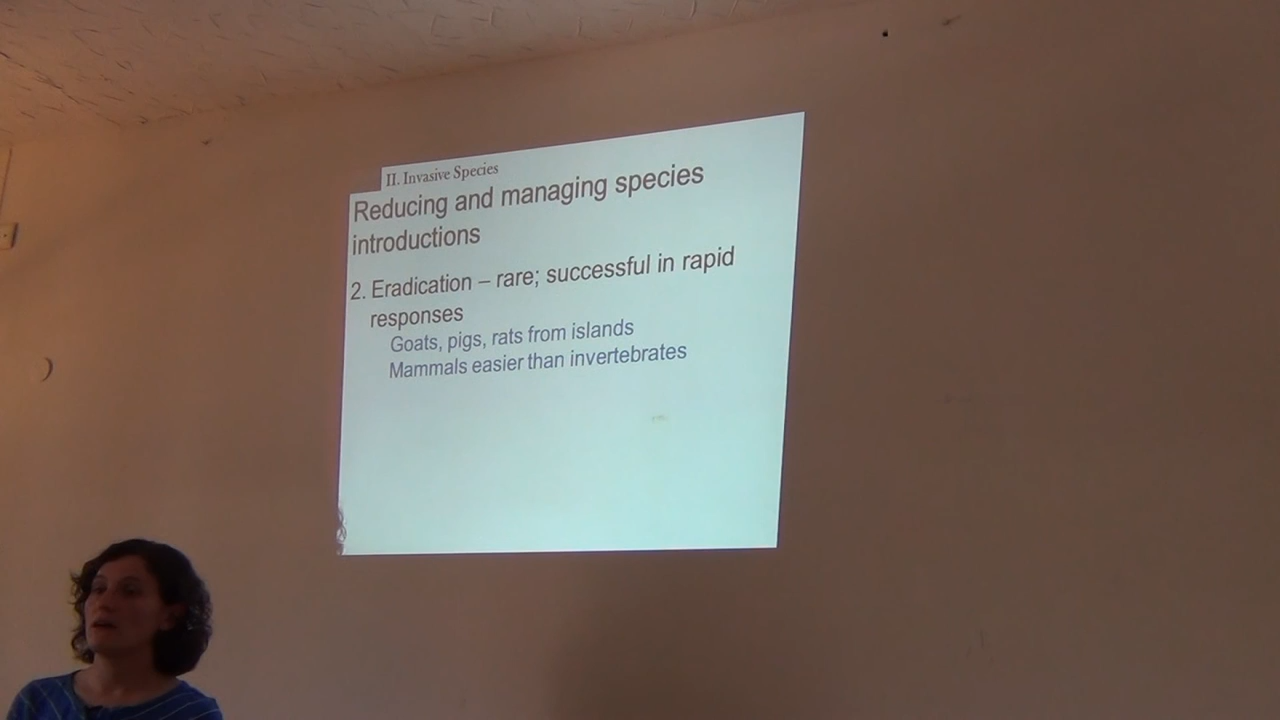 II. Invasive Species
Reducing and managing species
introductions
2. Eradication – rare; successful in rapid
responses
Goats, pigs, rats from islands
Mammals easier than invertebrates